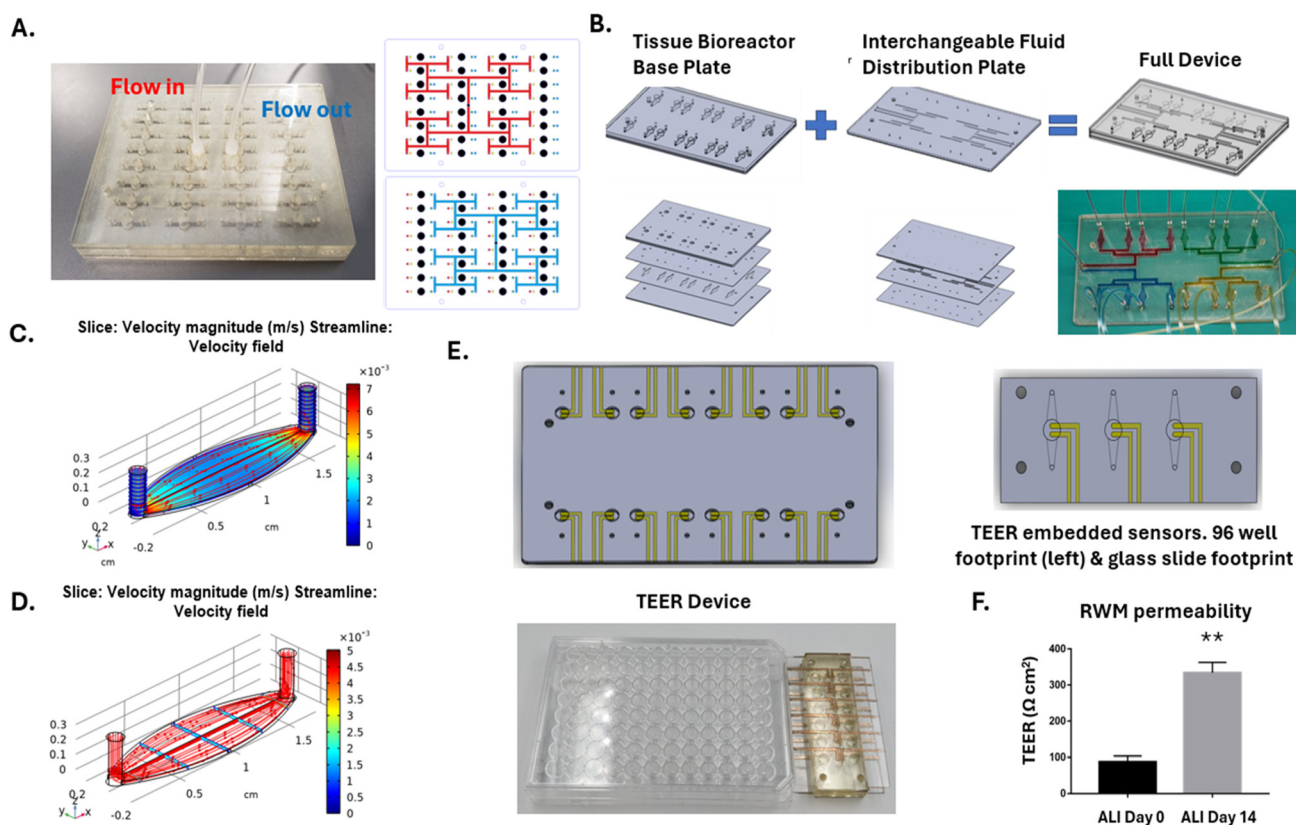 A.
Flow in
Flow out
B.
Tissue Bioreactor
Base Plate
Interchangeable Fluid
Distribution Plate
Full Device
C.
Slice: Velocity magnitude (m/s) Streamline:
Velocity field
×10⁻³
7
6
5
4
3
2
1
0
0.3
0.2
0.1
0
0.2
cm
-0.2
0.5
1
cm
1.5
z
y
x
D.
Slice: Velocity magnitude (m/s) Streamline:
Velocity field
×10⁻³
5
4.5
4
3.5
3
2.5
2
1.5
1
0.5
0
0.3
0.2
0.1
0
0.2
cm
-0.2
0.5
1
cm
1.5
z
y
x
E.
TEER embedded sensors. 96 well
footprint (left) & glass slide footprint
TEER Device
F.
RWM permeability
**
TEER (Ω cm²)
400
300
200
100
0
ALI Day 0
ALI Day 14